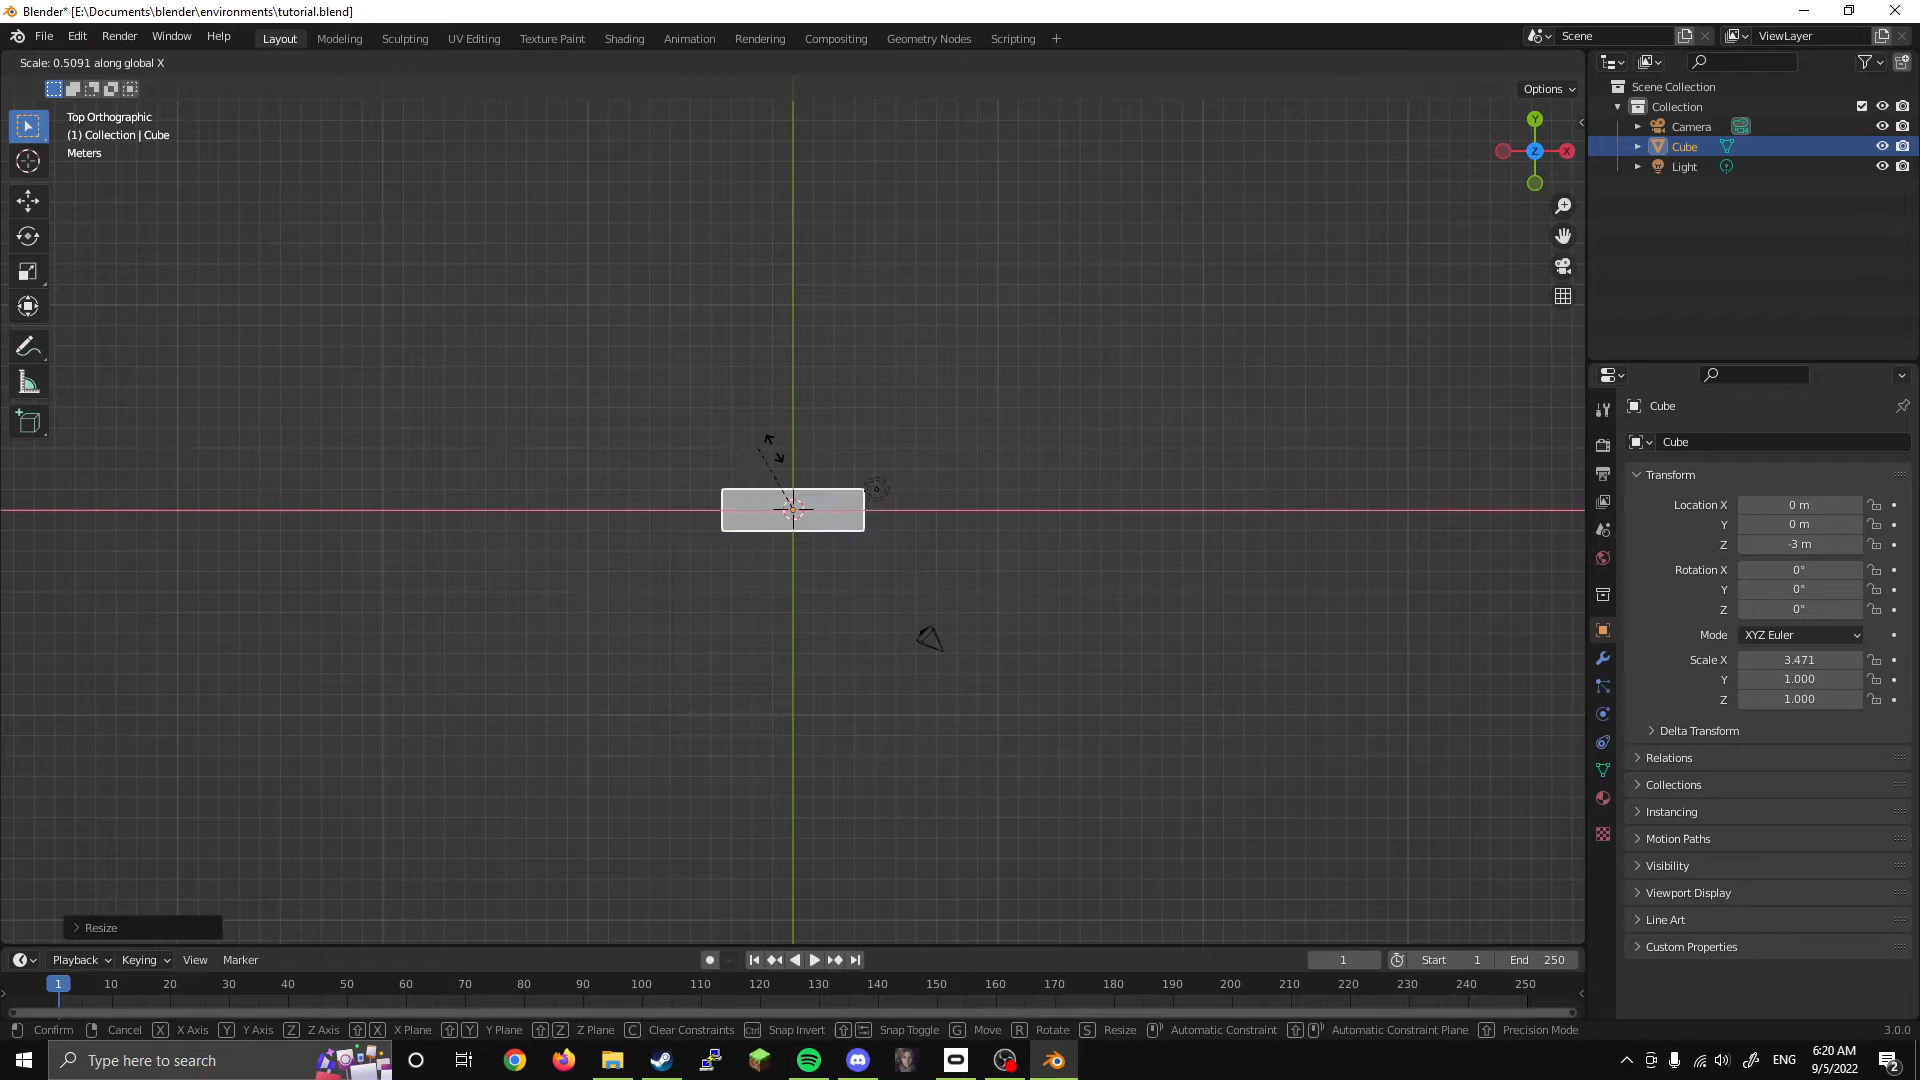 Blender* [E:\Documents\blender\environments\tutorial.blend]
File Edit Render Window Help Layout Modeling Sculpting UV Editing Texture Paint Shading Animation Rendering Compositing Geometry Nodes Scripting + Scene ViewLayer
Scale: 0.5091 along global X
Options
Top Orthographic
(1) Collection | Cube
Meters
Y
Z X
Scene Collection
Collection
Camera
Cube
Light
Cube
Cube
Transform
Location X 0 m
Y 0 m
Z -3 m
Rotation X 0°
Y 0°
Z 0°
Mode XYZ Euler
Scale X 3.471
Y 1.000
Z 1.000
Delta Transform
Relations
Collections
Instancing
Motion Paths
Visibility
Viewport Display
Line Art
Custom Properties
Resize
Playback Keying View Marker 1 Start 1 End 250
1 10 20 30 40 50 60 70 80 90 100 110 120 130 140 150 160 170 180 190 200 210 220 230 240 250
Confirm Cancel X X Axis Y Y Axis Z Z Axis X X Plane Y Y Plane Z Z Plane C Clear Constraints Ctrl Snap Invert Snap Toggle G Move R Rotate S Resize Automatic Constraint Automatic Constraint Plane Precision Mode 3.0.0
Type here to search ENG 6:20 AM
9/5/2022 2